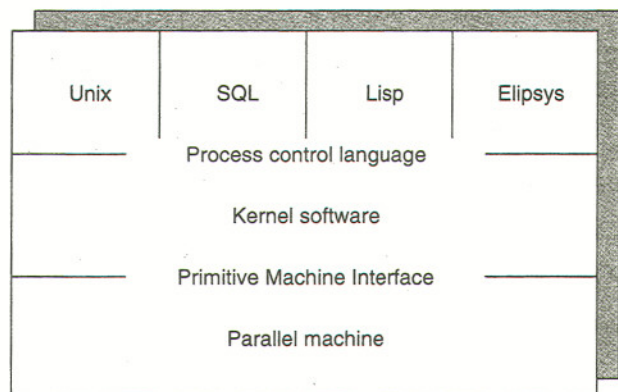 Unix SQL Lisp Elipsys
Process control language
Kernel software
Primitive Machine Interface
Parallel machine